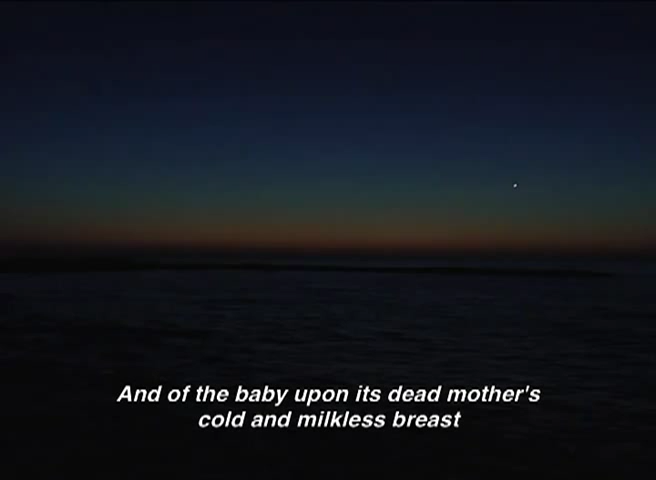 And of the baby upon its dead mother's
cold and milkless breast